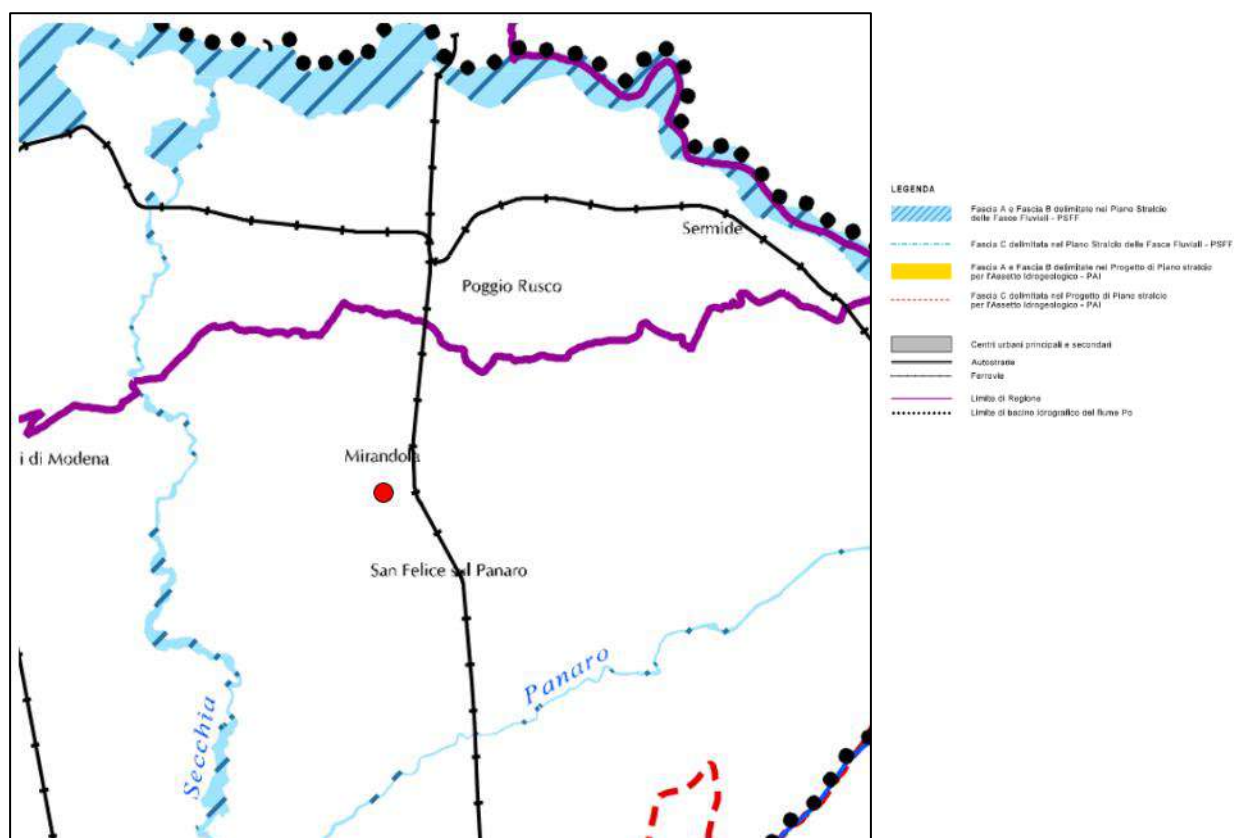 Sermide
Poggio Rusco
i di Modena
Mirandola
San Felice sul Panaro
Panaro
Secchia
LEGENDA
Fascia A e Fascia B delimitate nel Piano Stralcio
delle Fasce Fluviali - PSFF
Fascia C delimitata nel Piano Stralcio delle Fasce Fluviali - PSFF
Fascia A e Fascia B delimitate nel Progetto di Piano stralcio
per l'Assetto Idrogeologico - PAI
Fascia C delimitata nel Progetto di Piano stralcio
per l'Assetto Idrogeologico - PAI
Centri urbani principali e secondari
Autostrade
Ferrovie
Limite di Regione
Limite di bacino idrografico del fiume Po